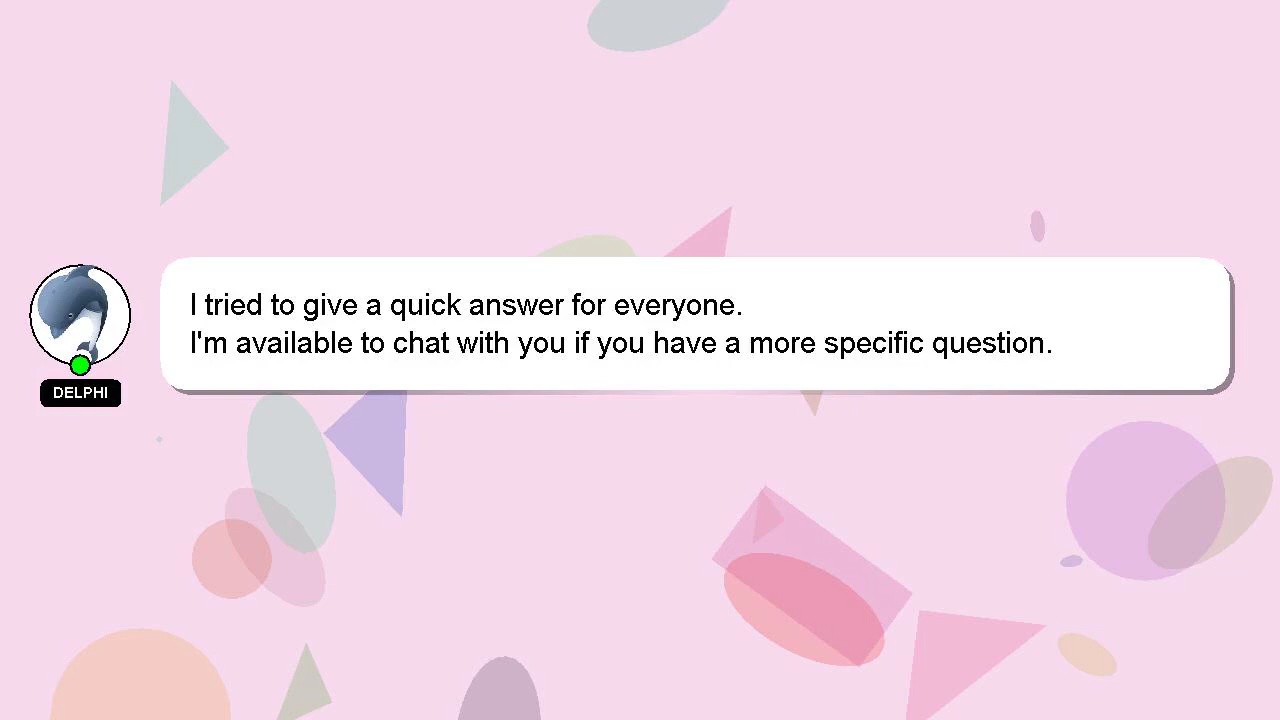 I tried to give a quick answer for everyone.
I'm available to chat with you if you have a more specific question.
DELPHI